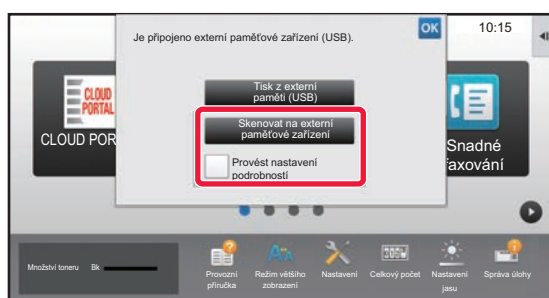 Je připojeno externí paměťové zařízení (USB).
OK
10:15
Tisk z externí
paměti (USB)
Skenovat na externí
paměťové zařízení
Provést nastavení
podrobností
CLOUD
PORTAL
CLOUD POR
Snadné
faxování
Množství toneru
Bk
Provozní
příručka
Režim většího
zobrazení
Nastavení
Celkový počet
Nastavení
jasu
Správa úlohy